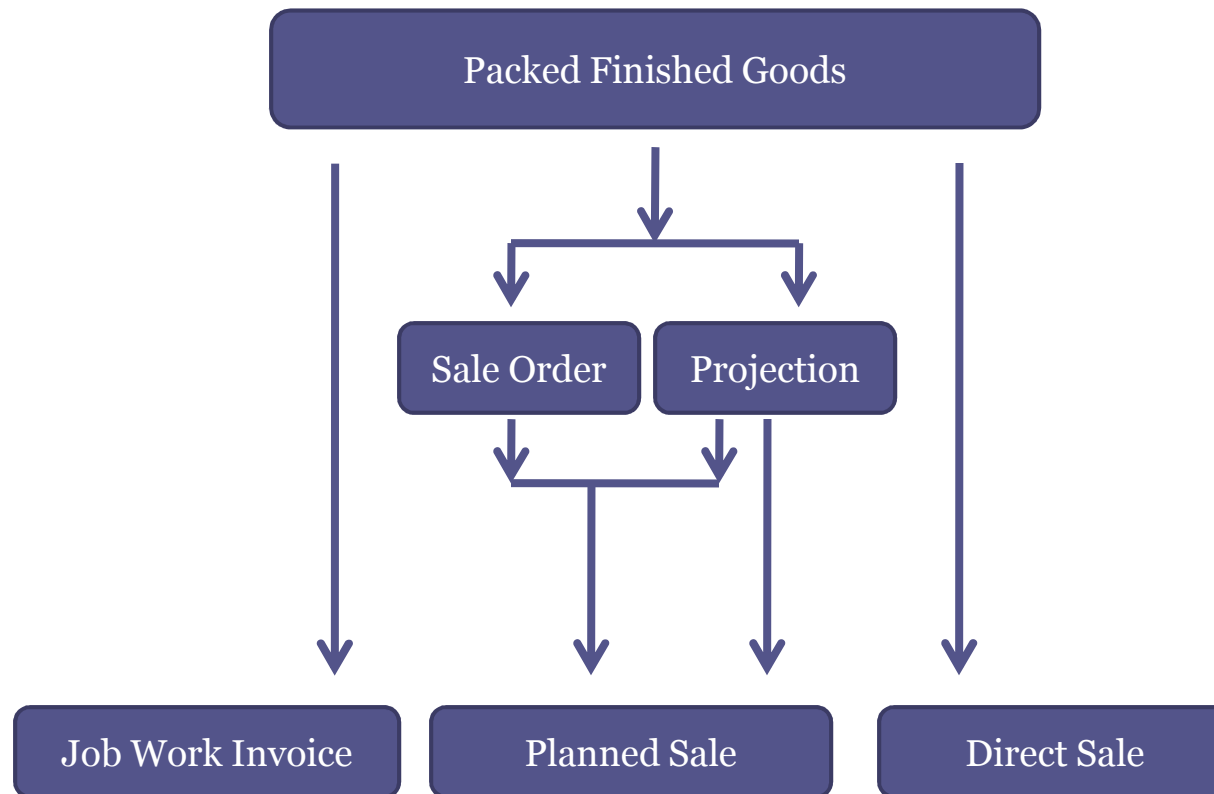 Packed Finished Goods
Sale Order
Projection
Job Work Invoice
Planned Sale
Direct Sale